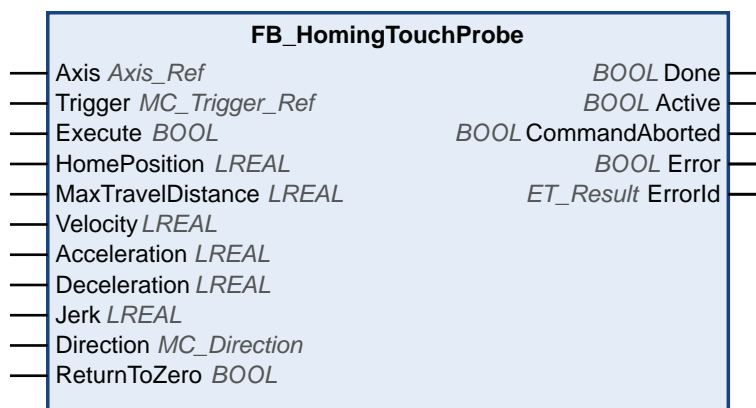 FB_HomingTouchProbe
Axis Axis_Ref BOOL Done
Trigger MC_Trigger_Ref BOOL Active
Execute BOOL BOOL CommandAborted
HomePosition LREAL BOOL Error
MaxTravelDistance LREAL ET_Result ErrorId
Velocity LREAL
Acceleration LREAL
Deceleration LREAL
Jerk LREAL
Direction MC_Direction
ReturnToZero BOOL